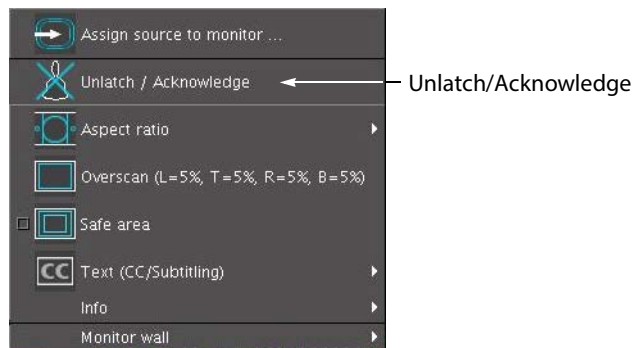 Assign source to monitor ...
Unlatch / Acknowledge
Unlatch/Acknowledge
Aspect ratio
Overscan (L=5%, T=5%, R=5%, B=5%)
Safe area
CC Text (CC/Subtitling)
Info
Monitor wall